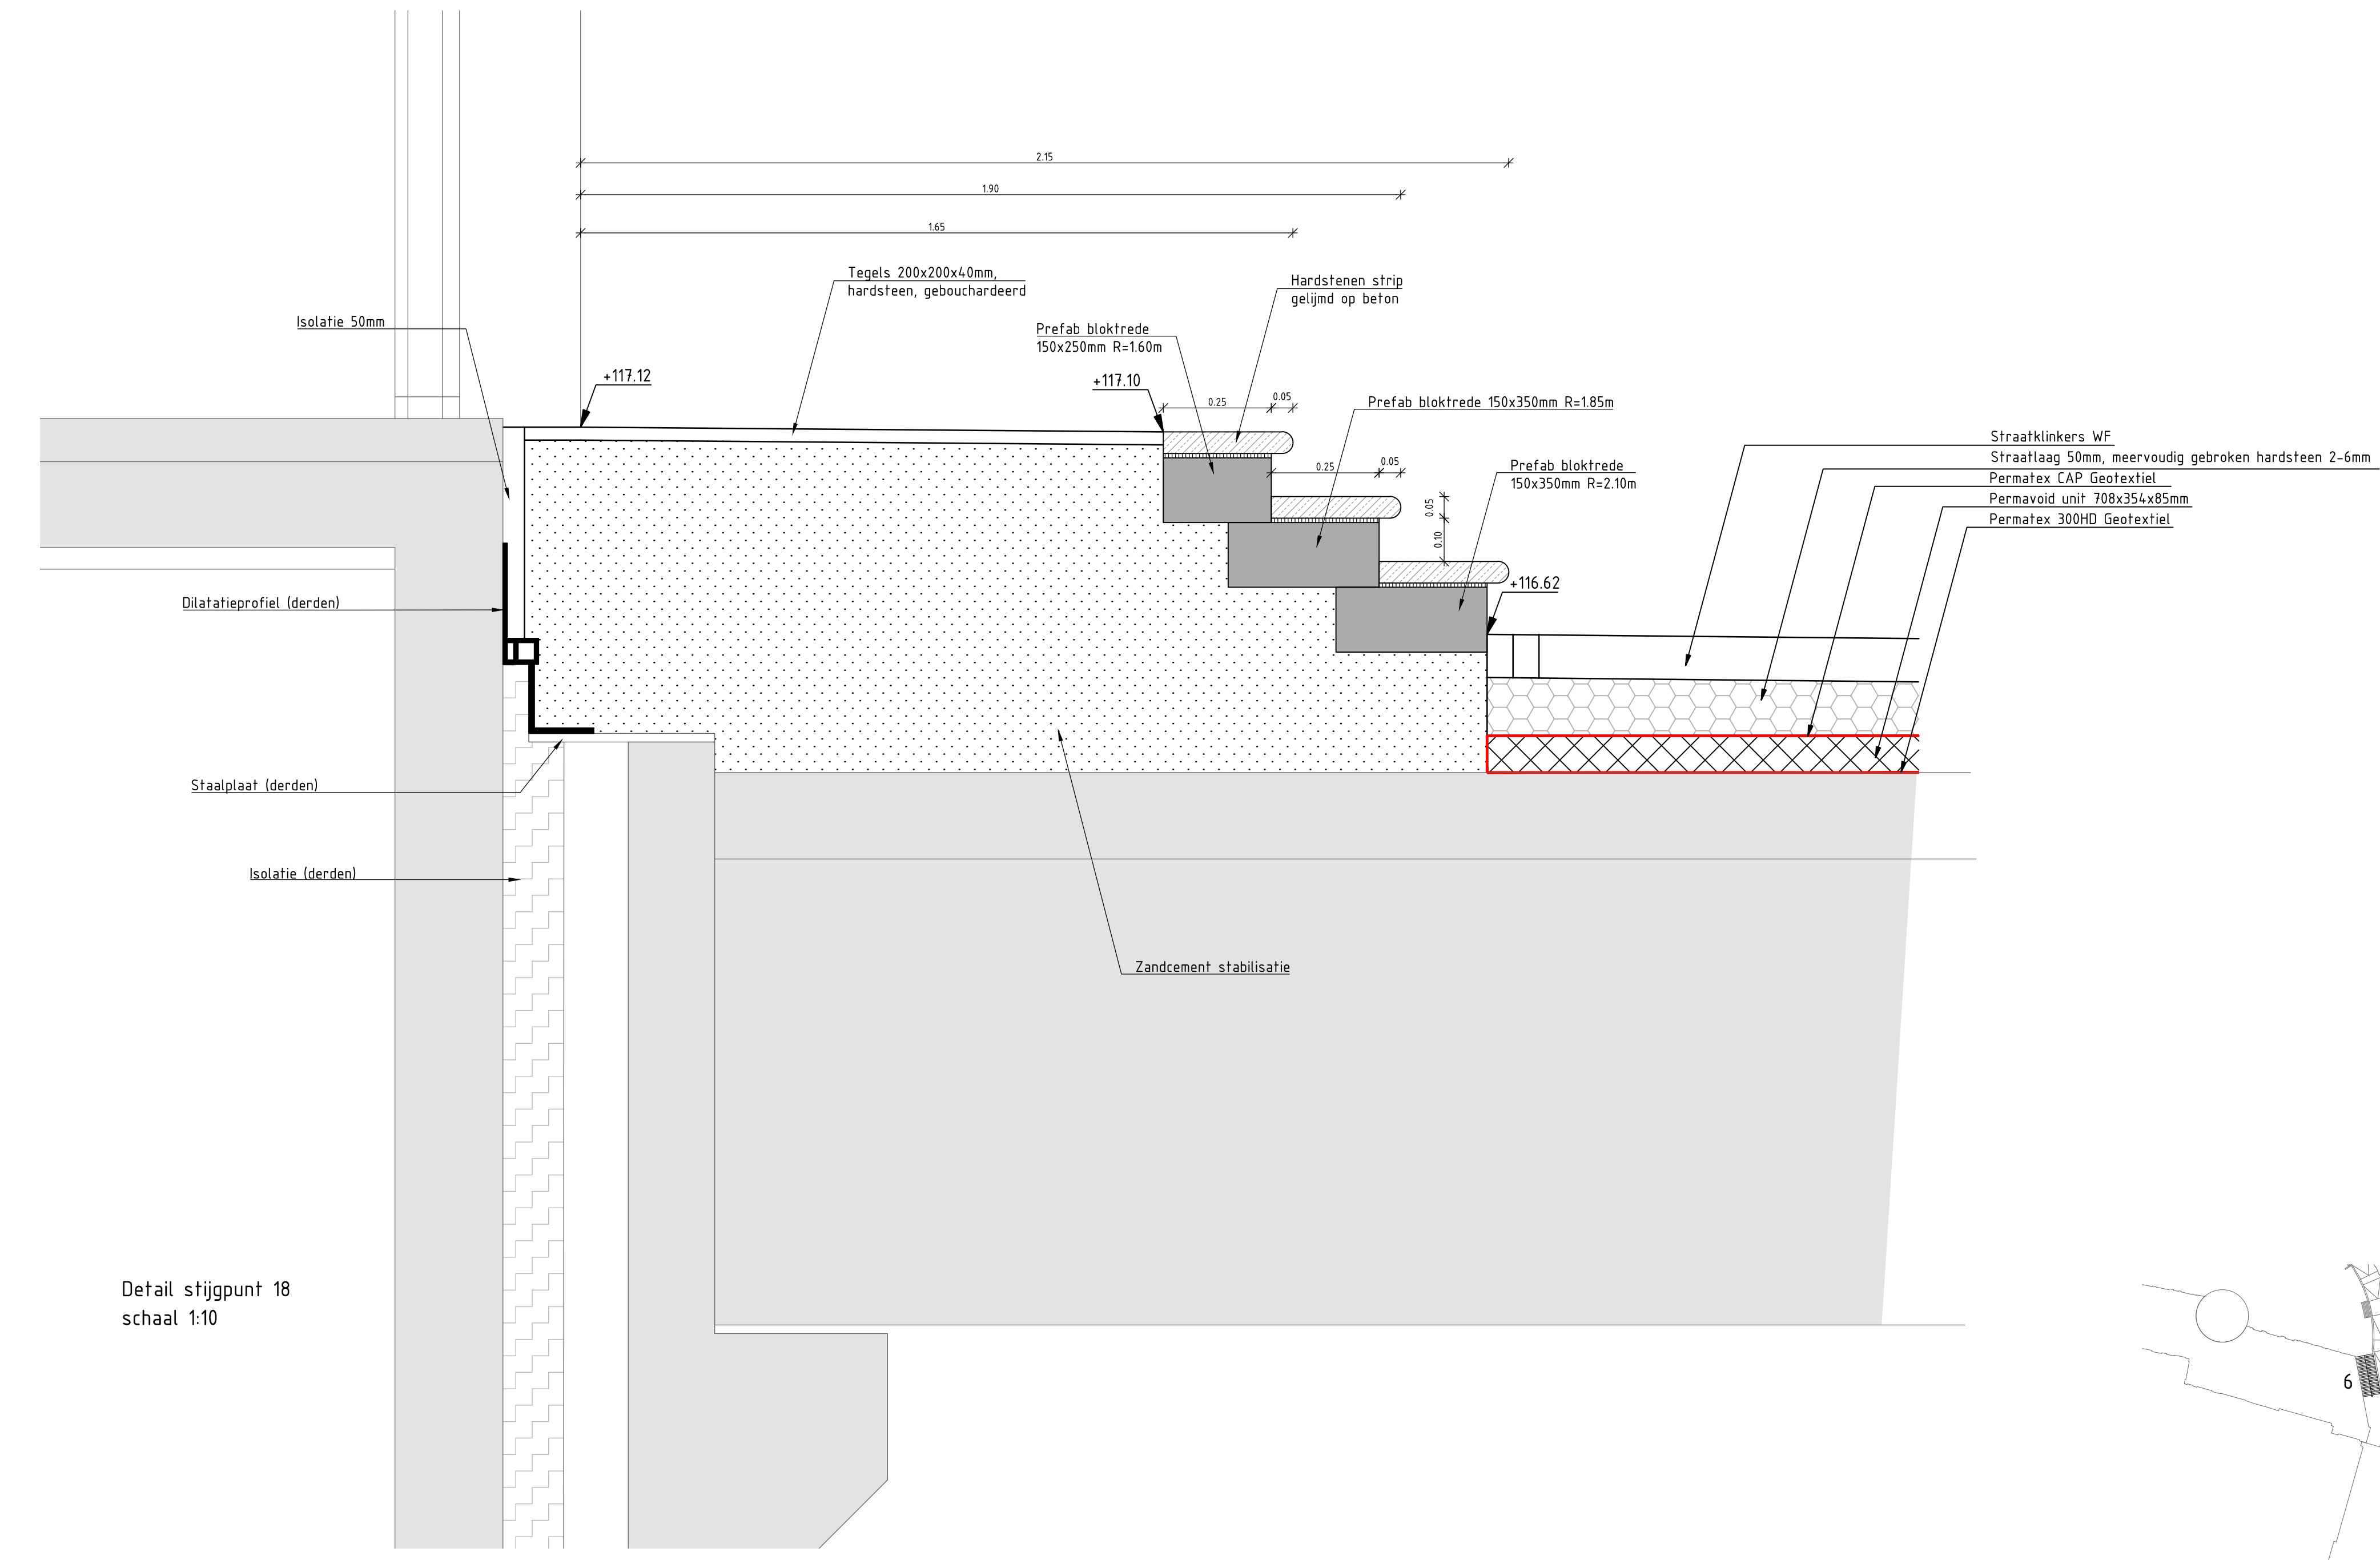 2.15
1.90
1.65
Tegels 200x200x40mm,
hardsteen, gebouchardeerd
Hardstenen strip
gelijmd op beton
Isolatie 50mm
Prefab bloktrede
150x250mm R=1.60m
+117.12
+117.10
0.25
0.05
Prefab bloktrede 150x350mm R=1.85m
0.25
0.05
Prefab bloktrede
150x350mm R=2.10m
0.05
0.10
+116.62
Straatklinkers WF
Straatlaag 50mm, meervoudig gebroken hardsteen 2-6mm
Permatex CAP Geotextiel
Permavoid unit 708x354x85mm
Permatex 300HD Geotextiel
Dilatatieprofiel (derden)
Staalplaat (derden)
Isolatie (derden)
Zandcement stabilisatie
Detail stijgpunt 18
schaal 1:10
6